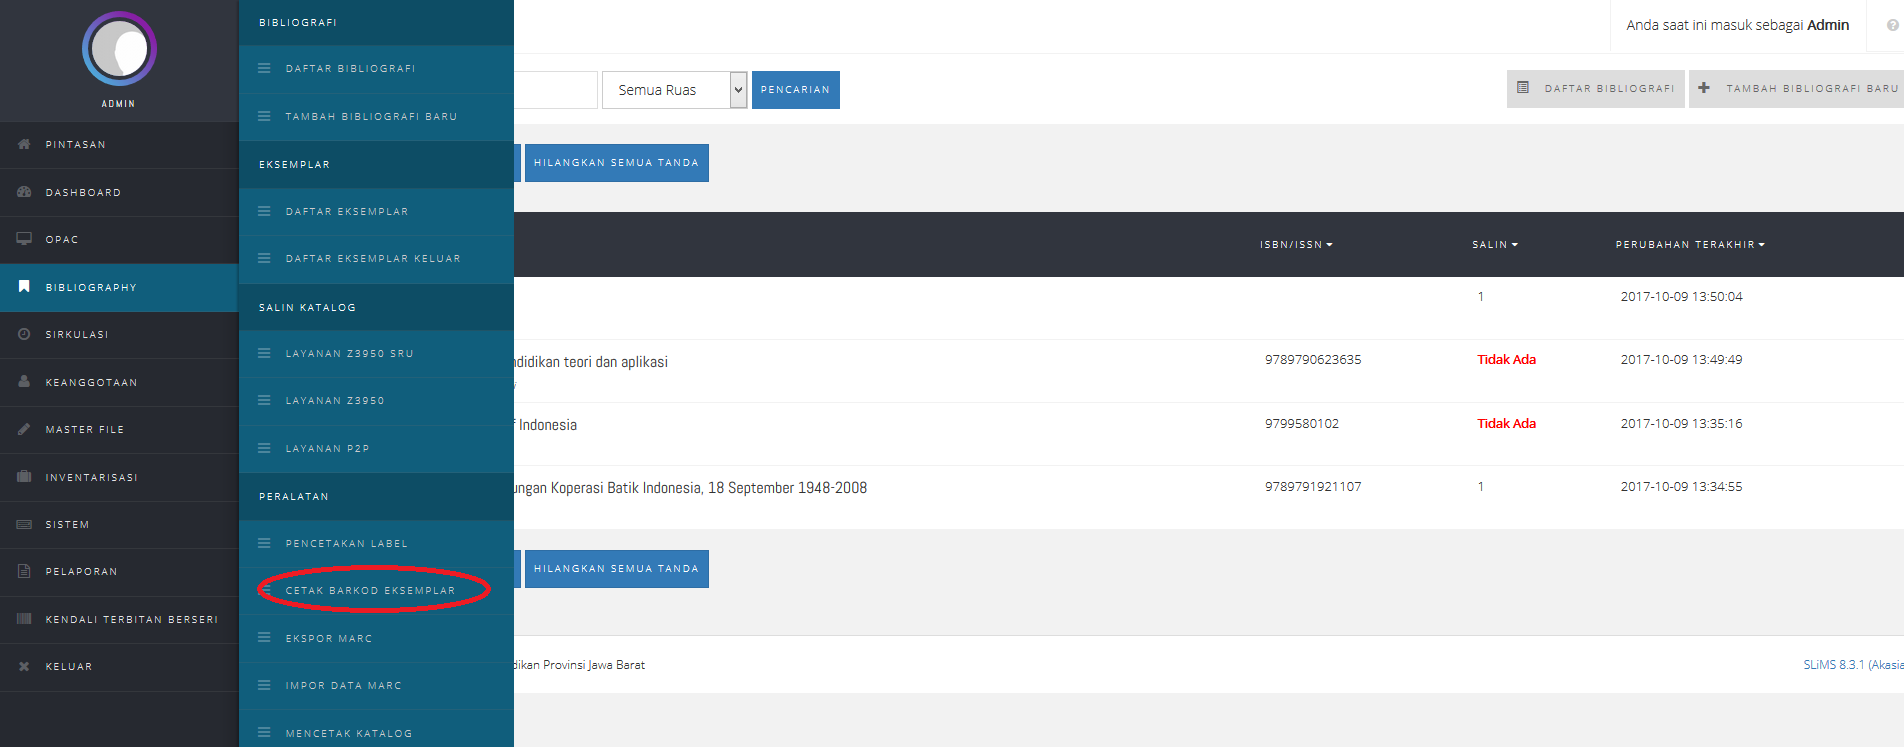 ADMIN
PINTASAN
DASHBOARD
OPAC
BIBLIOGRAPHY
SIRKULASI
KEANGGOTAAN
MASTER FILE
INVENTARISASI
SISTEM
PELAPORAN
KENDALI TERBITAN BERSERI
KELUAR
BIBLIOGRAFI
DAFTAR BIBLIOGRAFI
TAMBAH BIBLIOGRAFI BARU
EKSEMPLAR
DAFTAR EKSEMPLAR
DAFTAR EKSEMPLAR KELUAR
SALIN KATALOG
LAYANAN Z3950 SRU
LAYANAN Z3950
LAYANAN P2P
PERALATAN
PENCETAKAN LABEL
CETAK BARKOD EKSEMPLAR
EKSPOR MARC
IMPOR DATA MARC
MENCETAK KATALOG
Anda saat ini masuk sebagai Admin
Semua Ruas PENCARIAN DAFTAR BIBLIOGRAFI TAMBAH BIBLIOGRAFI BARU
HILANGKAN SEMUA TANDA
ISBN/ISSN SALIN PERUBAHAN TERAKHIR
1 2017-10-09 13:50:04
teori dan aplikasi 9789790623635 Tidak Ada 2017-10-09 13:49:49
Indonesia 9799580102 Tidak Ada 2017-10-09 13:35:16
Koperasi Batik Indonesia, 18 September 1948-2008 9789791921107 1 2017-10-09 13:34:55
HILANGKAN SEMUA TANDA
Provinsi Jawa Barat SLiMS 8.3.1 (Akasia